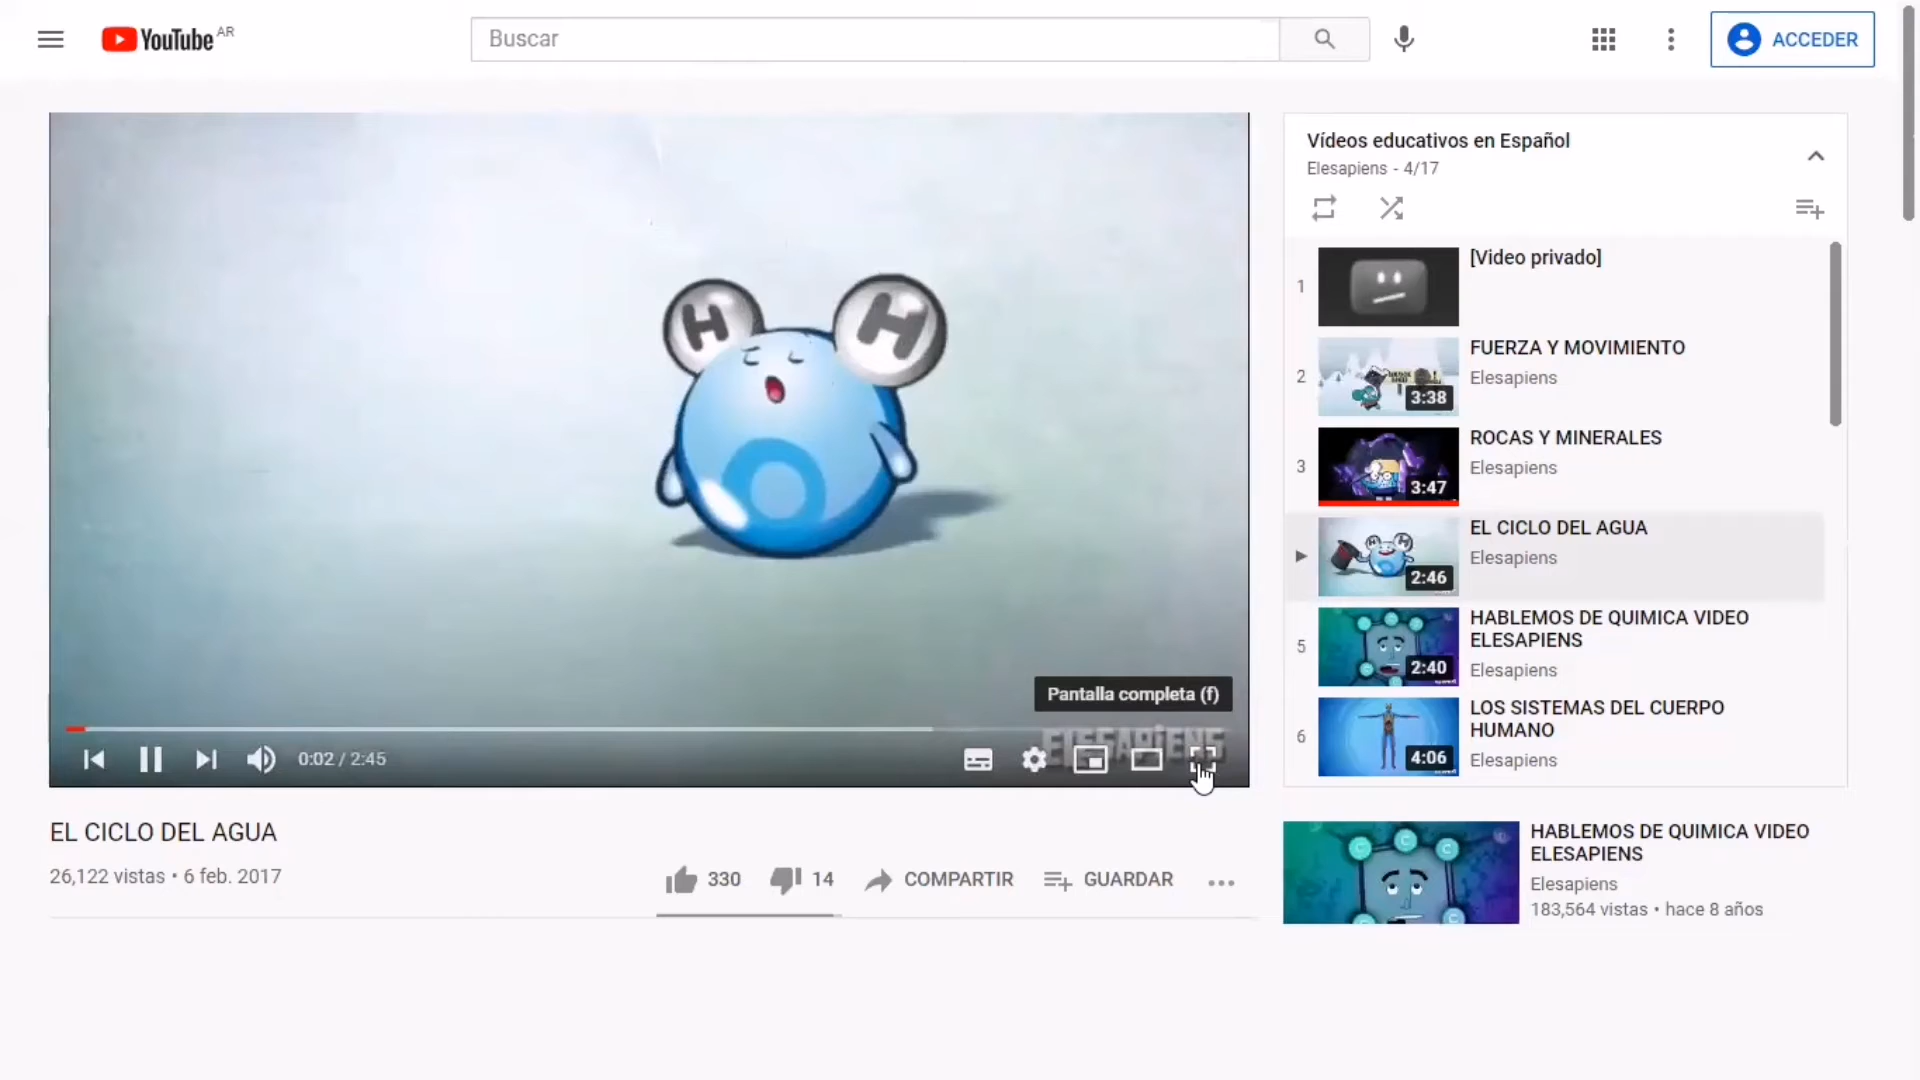 YouTube AR
Buscar
ACCEDER
H H
Pantalla completa (f)
ELESAPIENS
0:02 / 2:45
EL CICLO DEL AGUA
26,122 vistas • 6 feb. 2017
330
14
COMPARTIR
GUARDAR
Vídeos educativos en Español
Elesapiens - 4/17
1
[Video privado]
2
3:38
FUERZA Y MOVIMIENTO
Elesapiens
3
3:47
ROCAS Y MINERALES
Elesapiens
2:46
EL CICLO DEL AGUA
Elesapiens
5
2:40
HABLEMOS DE QUIMICA VIDEO
ELESAPIENS
Elesapiens
6
4:06
LOS SISTEMAS DEL CUERPO
HUMANO
Elesapiens
HABLEMOS DE QUIMICA VIDEO
ELESAPIENS
Elesapiens
183,564 vistas • hace 8 años